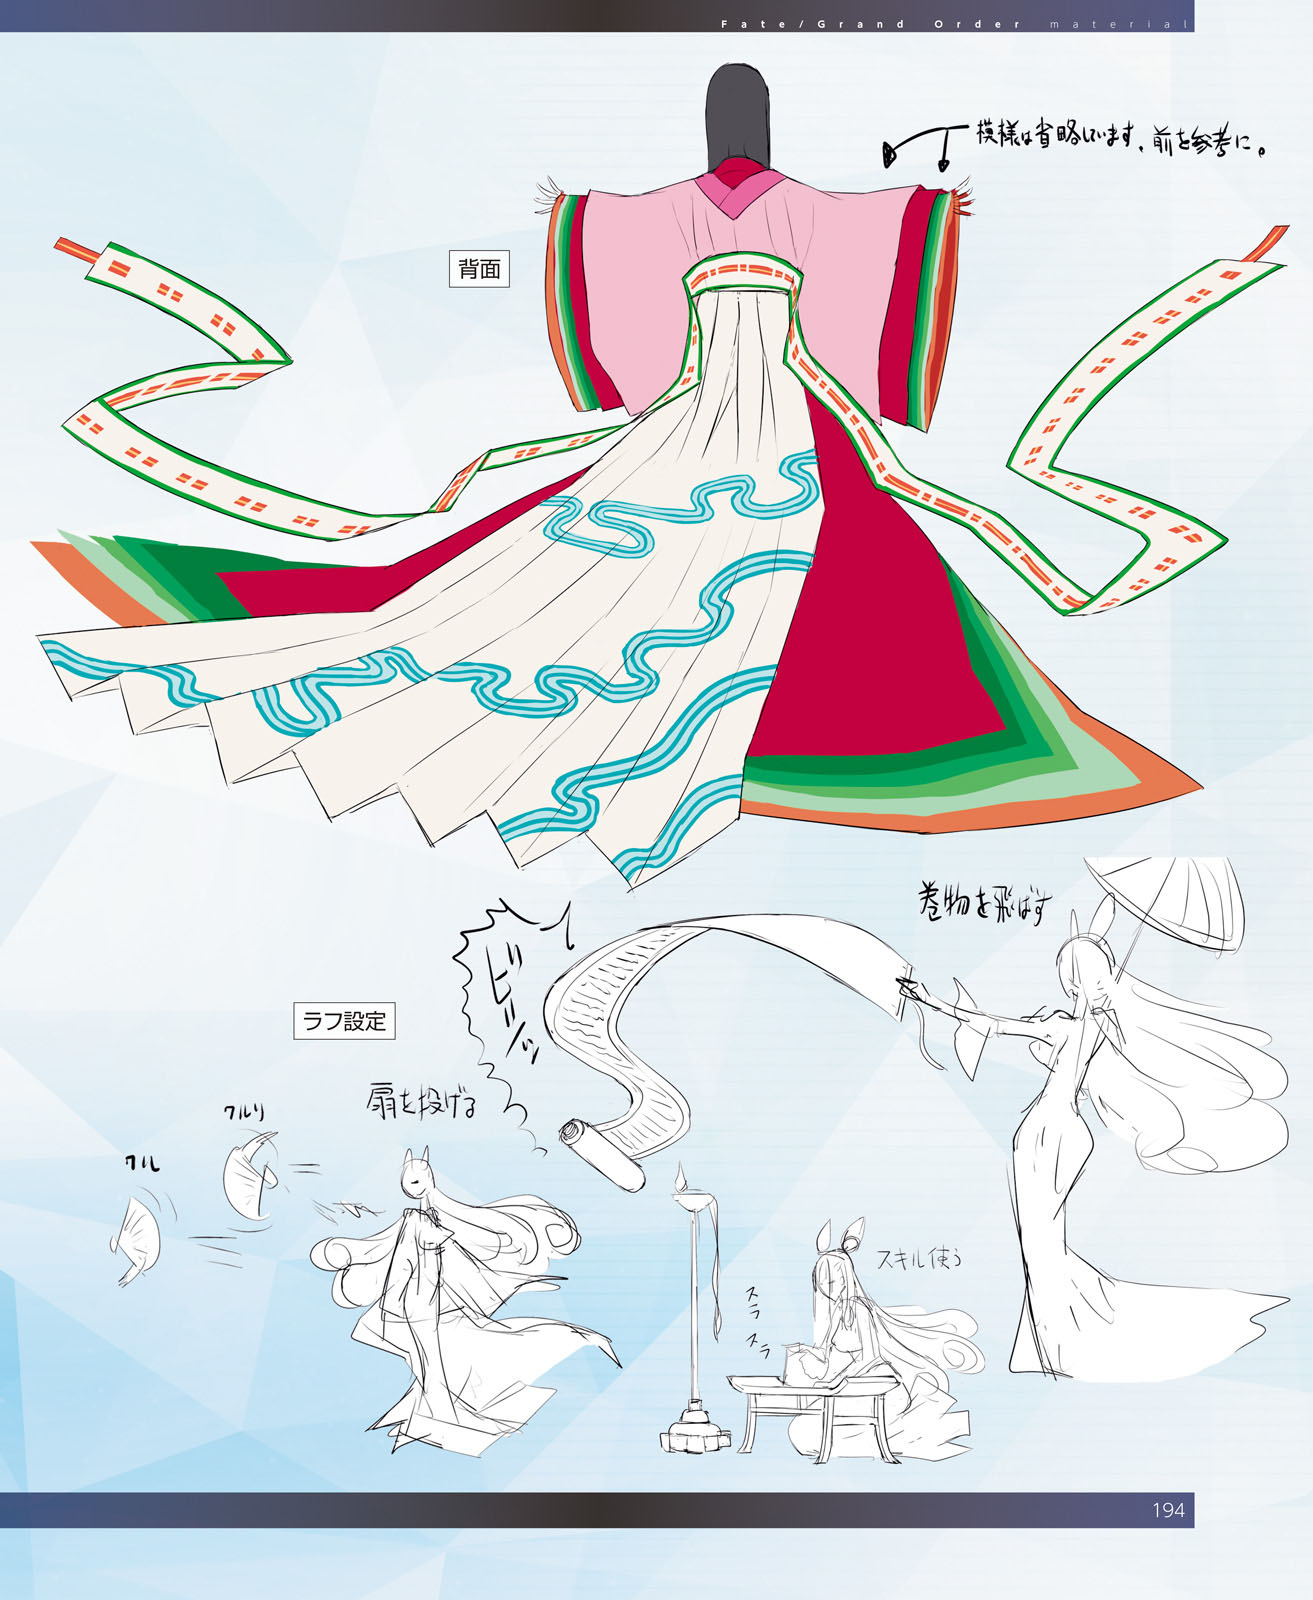 Fate/Grand Order material
模様は省略しています、前を参考に。
背面
巻物を飛ばす
ビリリッ
ラフ設定
扇を投げる
クルリ
クル
スキル使う
スラ
スラ
194